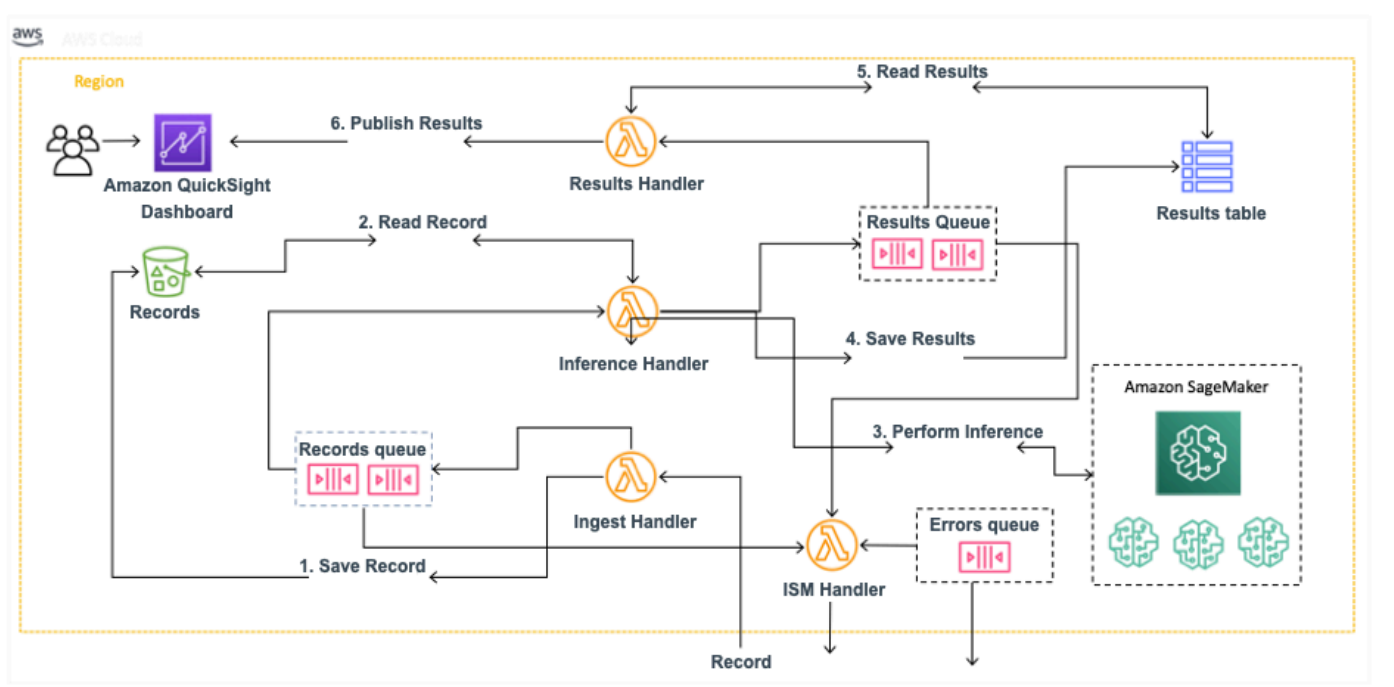 aws
AWS Cloud
Region
5. Read Results
6. Publish Results
Amazon QuickSight
Dashboard
Results Handler
Results table
2. Read Record
Results Queue
Records
Inference Handler
4. Save Results
Amazon SageMaker
3. Perform Inference
Records queue
Ingest Handler
Errors queue
1. Save Record
ISM Handler
Record